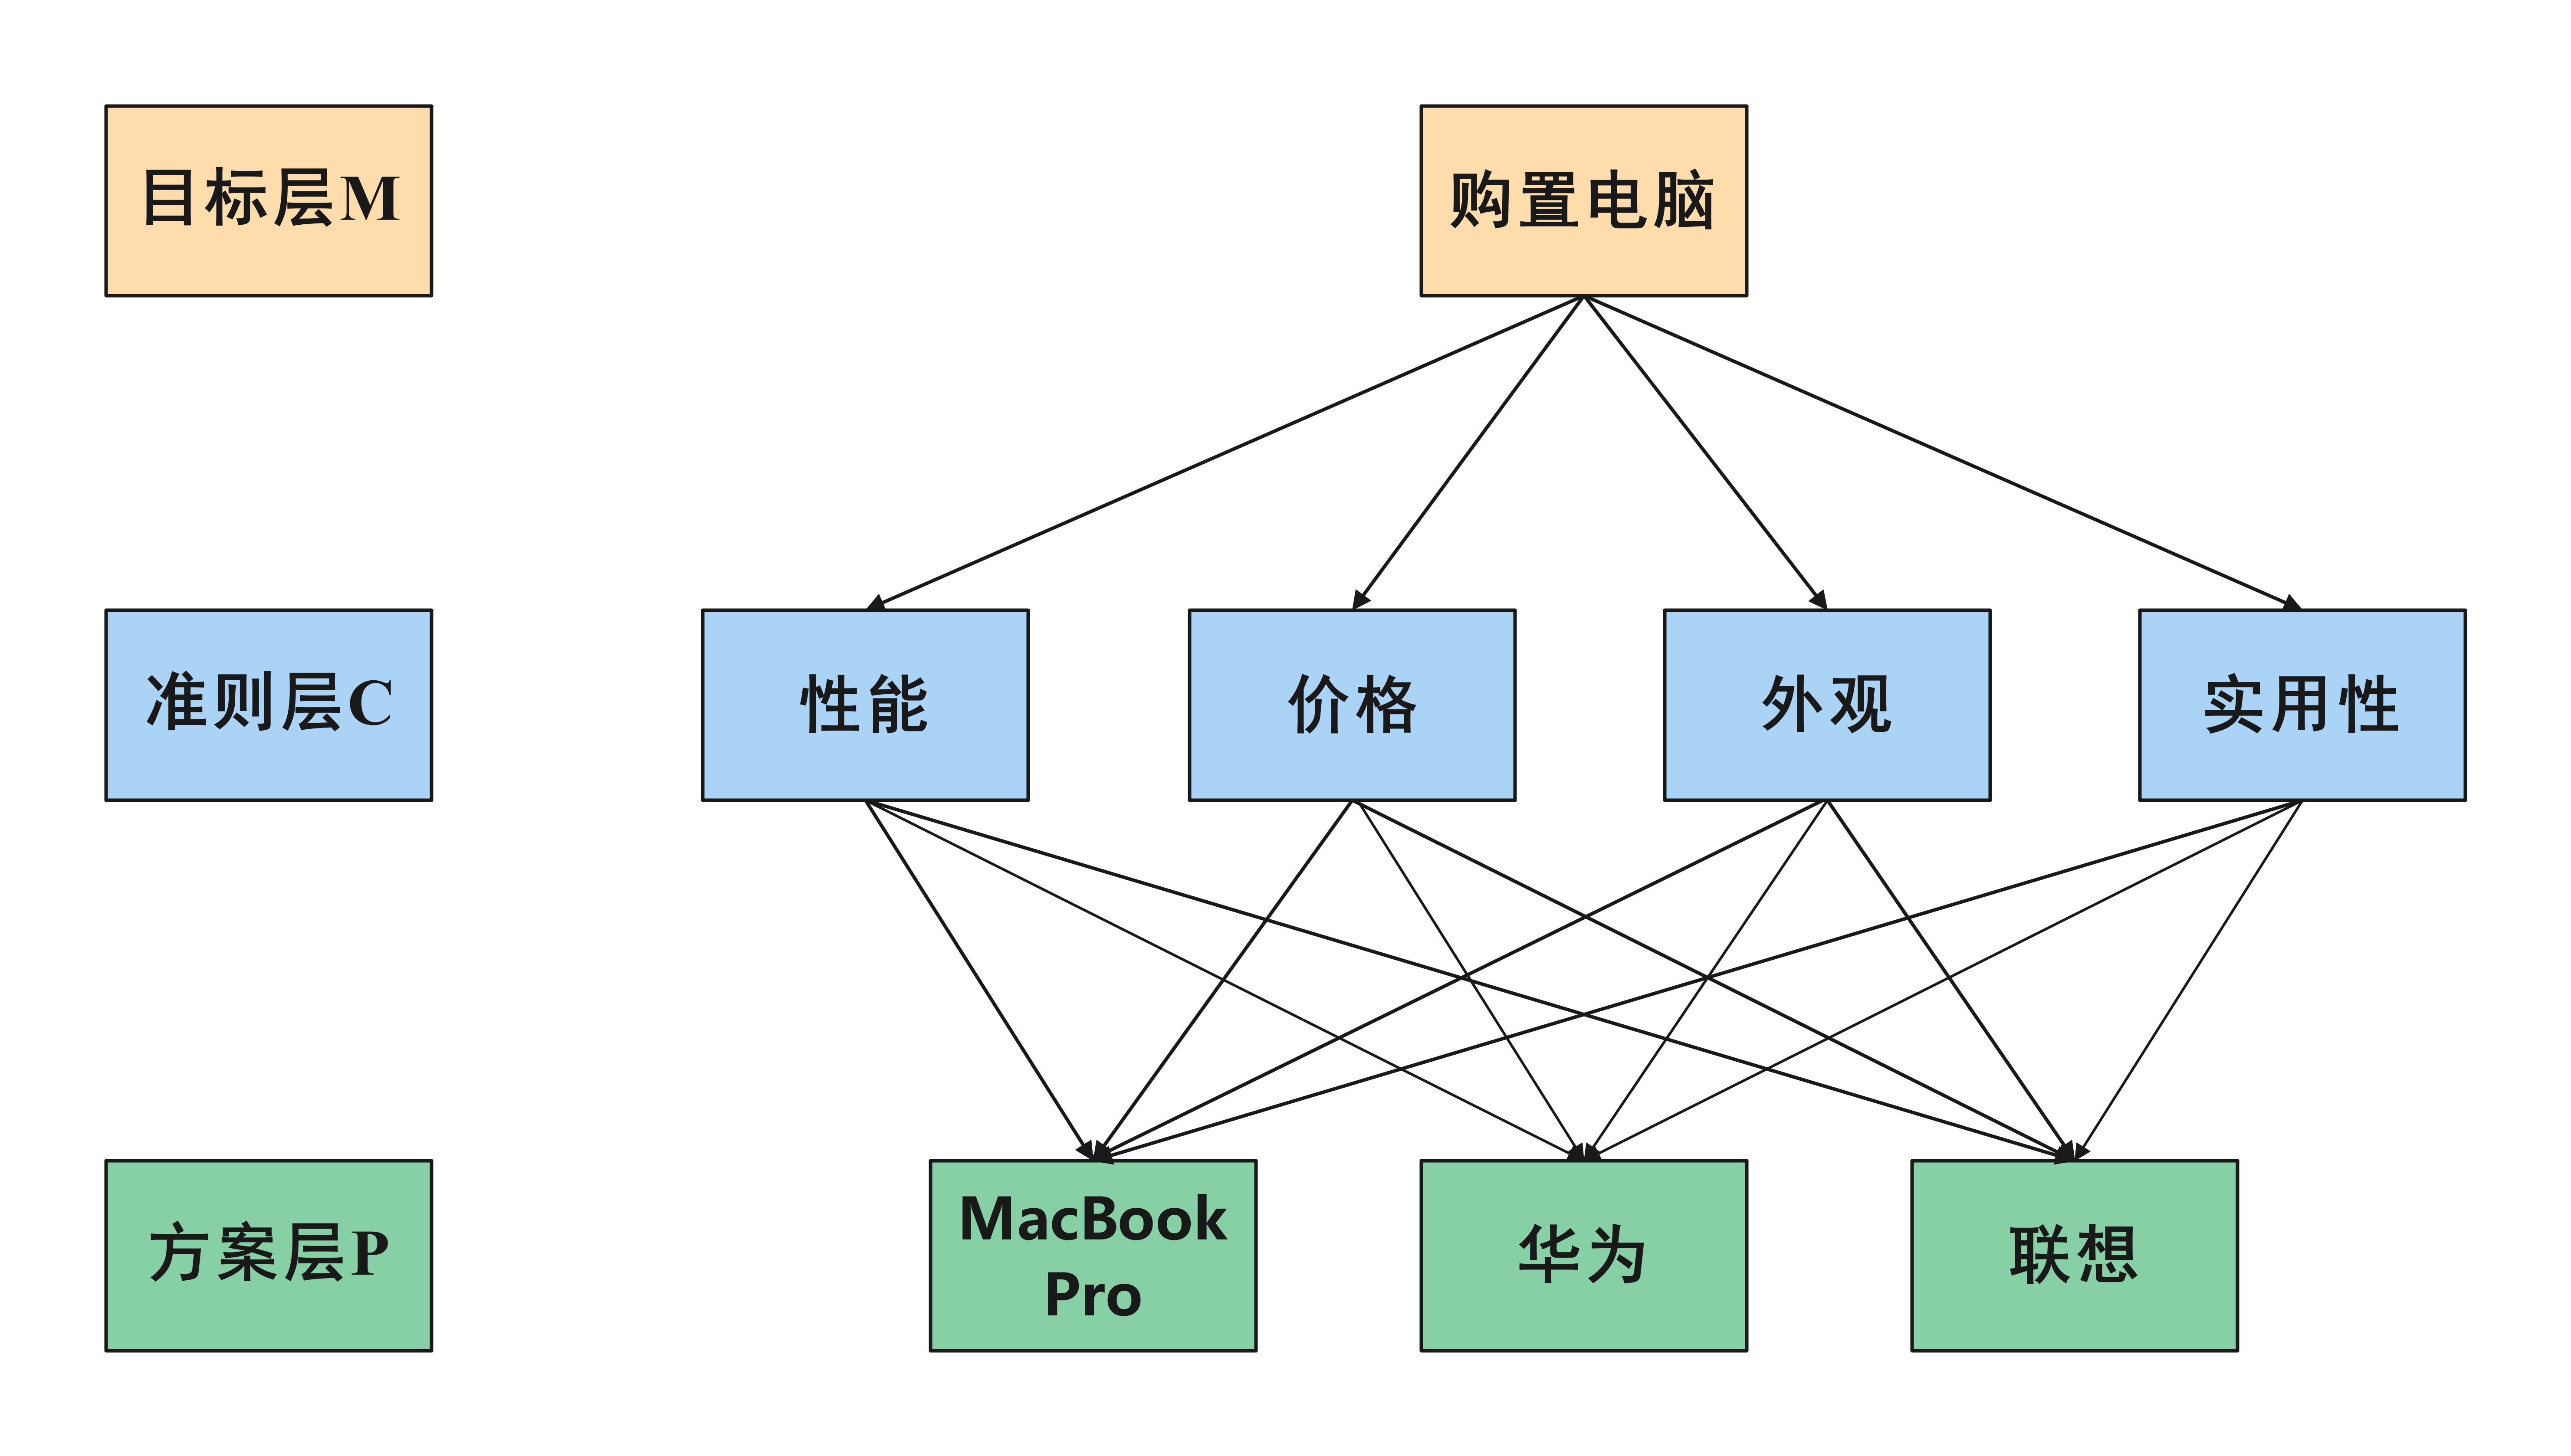 目标层M
购置电脑
准则层C
性能
价格
外观
实用性
方案层P
MacBook
Pro
华为
联想